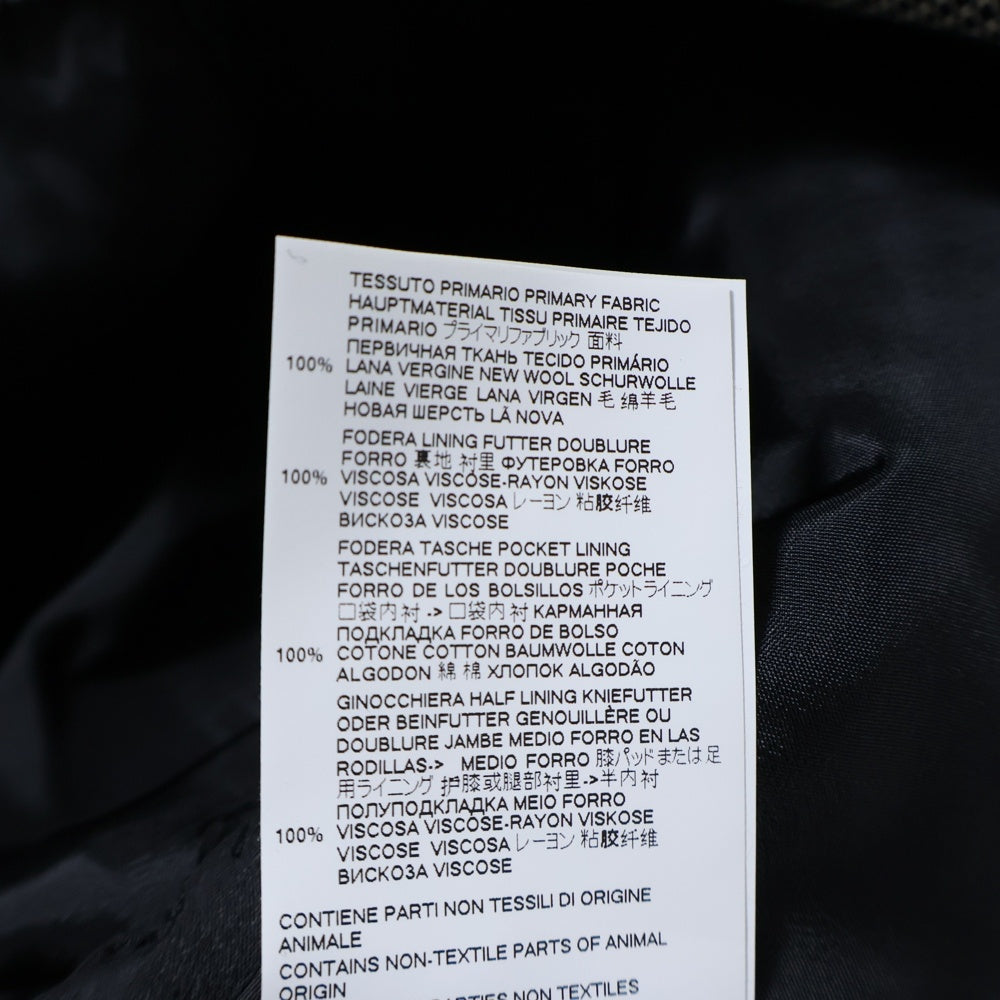 TESSUTO PRIMARIO PRIMARY FABRIC
HAUPTMATERIAL TISSU PRIMAIRE TEJIDO
PRIMARIO プライマリファブリック 面料
ПЕРВИЧНАЯ ТКАНЬ TECIDO PRIMÁRIO
100% LANA VERGINE NEW WOOL SCHURWOLLE
LAINE VIERGE LANA VIRGEN 毛 绵羊毛
НОВАЯ ШЕРСТЬ LÃ NOVA
FODERA LINING FUTTER DOUBLURE
FORRO 裏地 衬里 ФУТЕРОВКА FORRO
100% VISCOSA VISCOSE-RAYON VISKOSE
VISCOSE VISCOSA レーヨン 粘胶纤维
ВИСКОЗА VISCOSE
FODERA TASCHE POCKET LINING
TASCHENFUTTER DOUBLURE POCHE
FORRO DE LOS BOLSILLOS ポケットライニング
口袋内衬 -> 口袋内衬 КАРМАННАЯ
ПОДКЛАДКА FORRO DE BOLSO
100% COTONE COTTON BAUMWOLLE COTON
ALGODON 綿 棉 ХЛОПОК ALGODÃO
GINOCCHIERA HALF LINING KNIEFUTTER
ODER BEINFUTTER GENOUILLÈRE OU
DOUBLURE JAMBE MEDIO FORRO EN LAS
RODILLAS-> MEDIO FORRO 膝パッドまたは足
用ライニング 护膝或腿部衬里->半内衬
ПОЛУПОДКЛАДКА MEIO FORRO
100% VISCOSA VISCOSE-RAYON VISKOSE
VISCOSE VISCOSA レーヨン 粘胶纤维
ВИСКОЗА VISCOSE
CONTIENE PARTI NON TESSILI DI ORIGINE
ANIMALE
CONTAINS NON-TEXTILE PARTS OF ANIMAL
ORIGIN
PARTIES NON TEXTILES